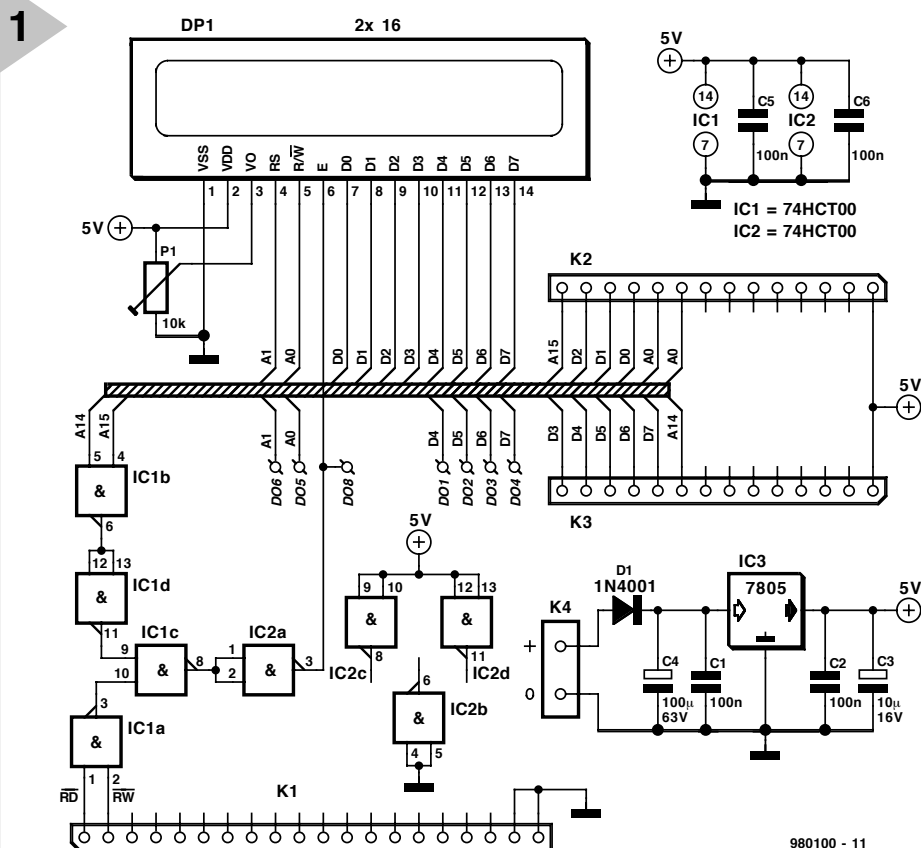 1
DP1
2x 16
VSS VDD VO RS R/W E D0 D1 D2 D3 D4 D5 D6 D7
1 2 3 4 5 6 7 8 9 10 11 12 13 14
5V
P1
10k
5V
14 14
IC1 C5 IC2 C6
7 7
100n 100n
IC1 = 74HCT00
IC2 = 74HCT00
K2
A1 A0 D0 D1 D2 D3 D4 D5 D6 D7
A15 D2 D1 D0 A0 A0
5V
A14 A15
A1 A0 D4 D5 D6 D7
D3 D4 D5 D6 D7 A14
DO6 DO5 DO8 DO1 DO2 DO3 DO4
K3
5 4
IC1b
&
6
12 13
IC1d
&
11
IC1c
9
10
&
8
IC2a
1
2
&
3
3
IC1a
&
1 2
RD RW
5V
9 10
12 13
& &
8 11
IC2c IC2d
6
IC2b
&
4 5
K4
+
0
D1
1N4001
IC3
7805
5V
C4 C1 C2 C3
100µ 100n 100n 10µ
63V 16V
K1
980100 - 11